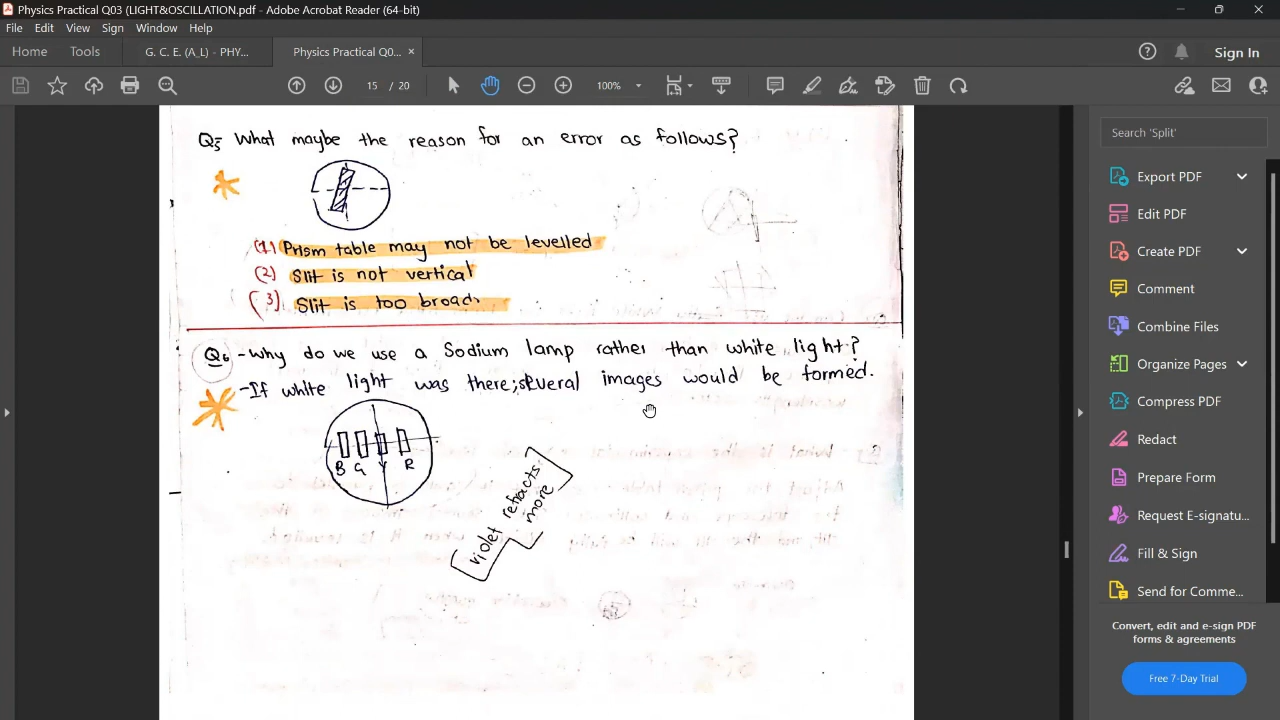 Physics Practical Q03 (LIGHT&OSCILLATION.pdf - Adobe Acrobat Reader (64-bit)
File Edit View Sign Window Help
Home Tools G. C. E. (A_L) - PHY... Physics Practical Q0... × Sign In
15 / 20 100%
Q5 What maybe the reason for an error as follows?
(1) Prism table may not be levelled
(2) Slit is not vertical
(3) Slit is too broad
Q6 - Why do we use a Sodium lamp rather than white light?
- If white light was there; several images would be formed.
B G Y R
violet refracts
more
Search 'Split'
Export PDF
Edit PDF
Create PDF
Comment
Combine Files
Organize Pages
Compress PDF
Redact
Prepare Form
Request E-signatu...
Fill & Sign
Send for Comme...
Convert, edit and e-sign PDF
forms & agreements
Free 7-Day Trial